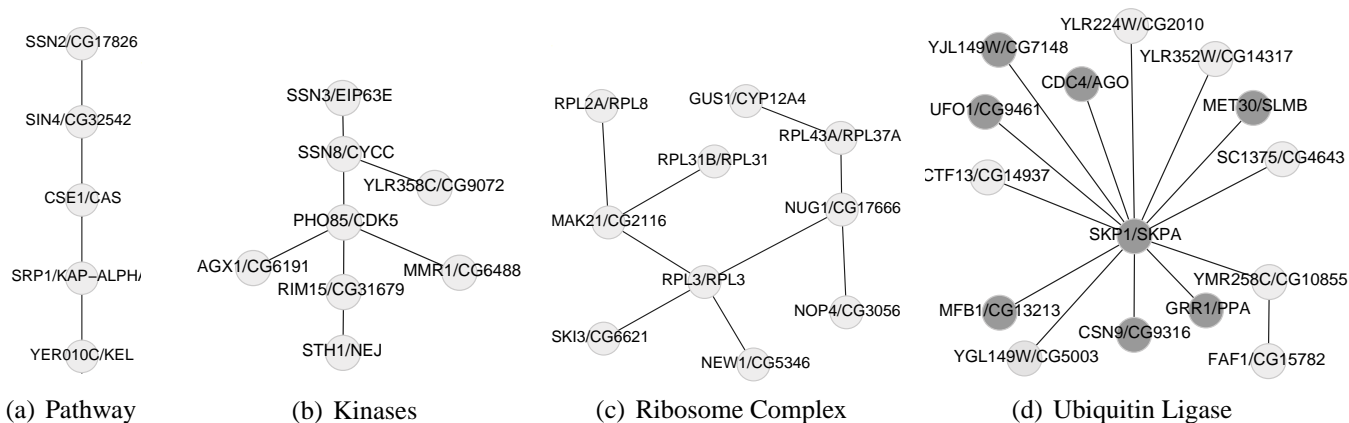 SSN2/CG17826
SIN4/CG32542
CSE1/CAS
SRP1/KAP-ALPHA
YER010C/KEL
(a) Pathway
SSN3/EIP63E
SSN8/CYCC
YLR358C/CG9072
PHO85/CDK5
AGX1/CG6191
MMR1/CG6488
RIM15/CG31679
STH1/NEJ
(b) Kinases
RPL2A/RPL8
GUS1/CYP12A4
RPL43A/RPL37A
RPL31B/RPL31
MAK21/CG2116
NUG1/CG17666
RPL3/RPL3
NOP4/CG3056
SKI3/CG6621
NEW1/CG5346
(c) Ribosome Complex
YLR224W/CG2010
YJL149W/CG7148
YLR352W/CG14317
CDC4/AGO
UFO1/CG9461
MET30/SLMB
SC1375/CG4643
CTF13/CG14937
SKP1/SKPA
YMR258C/CG10855
MFB1/CG13213
GRR1/PPA
CSN9/CG9316
YGL149W/CG5003
FAF1/CG15782
(d) Ubiquitin Ligase